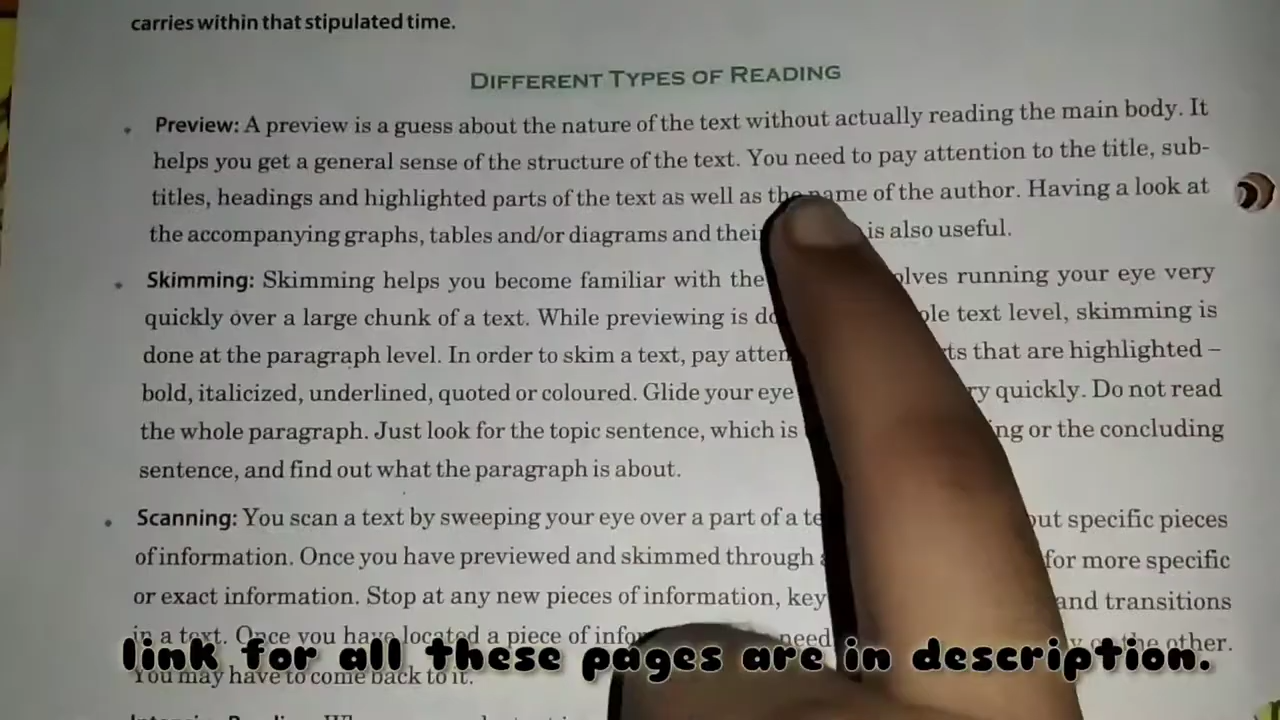 carries within that stipulated time.
DIFFERENT TYPES OF READING
• Preview: A preview is a guess about the nature of the text without actually reading the main body. It
helps you get a general sense of the structure of the text. You need to pay attention to the title, sub-
titles, headings and highlighted parts of the text as well as the name of the author. Having a look at
the accompanying graphs, tables and/or diagrams and their is also useful.
• Skimming: Skimming helps you become familiar with the running your eye very
quickly over a large chunk of a text. While previewing is text level, skimming is
done at the paragraph level. In order to skim a text, pay that are highlighted –
bold, italicized, underlined, quoted or coloured. Glide your eye quickly. Do not read
the whole paragraph. Just look for the topic sentence, which is or the concluding
sentence, and find out what the paragraph is about.
• Scanning: You scan a text by sweeping your eye over a part of a specific pieces
of information. Once you have previewed and skimmed through for more specific
or exact information. Stop at any new pieces of information, key and transitions
in a text. Once you have located a piece of need the other.
link for all these pages are in description.
You may have to come back to it.